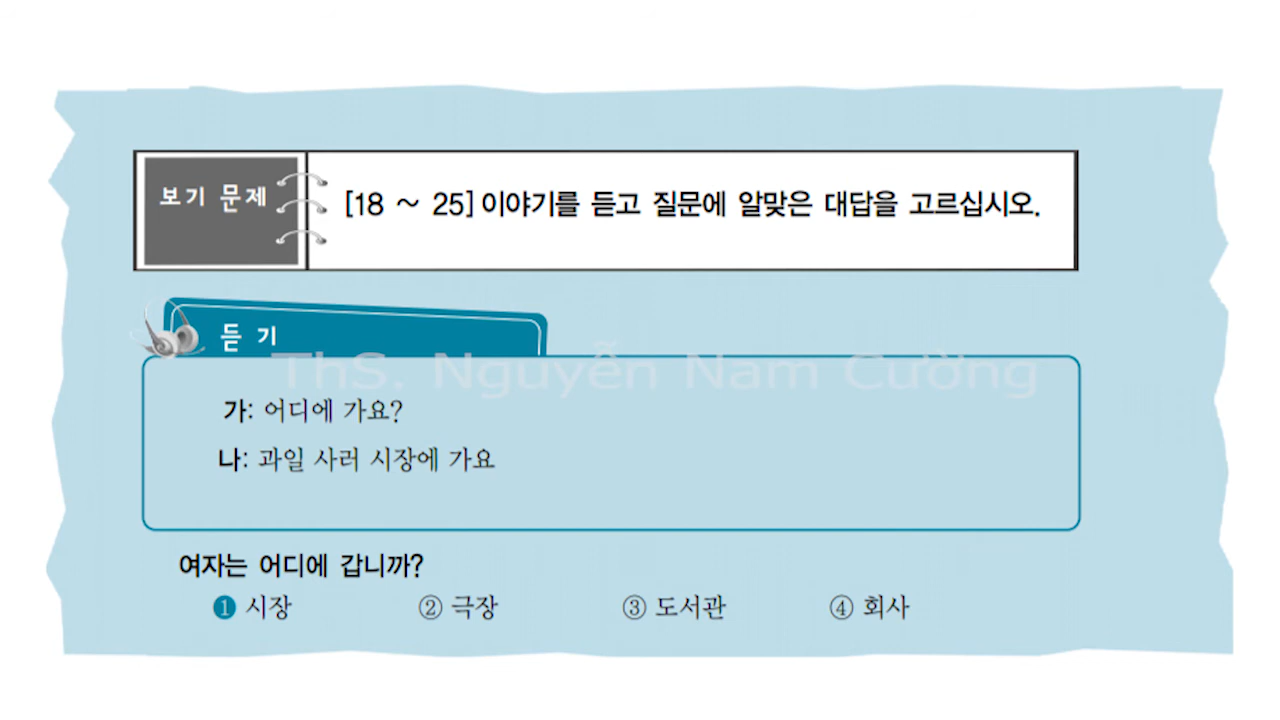 보기 문제
[18 ~ 25] 이야기를 듣고 질문에 알맞은 대답을 고르십시오.
듣 기
ThS. Nguyễn Nam Cường
가: 어디에 가요?
나: 과일 사러 시장에 가요
여자는 어디에 갑니까?
① 시장 ② 극장 ③ 도서관 ④ 회사